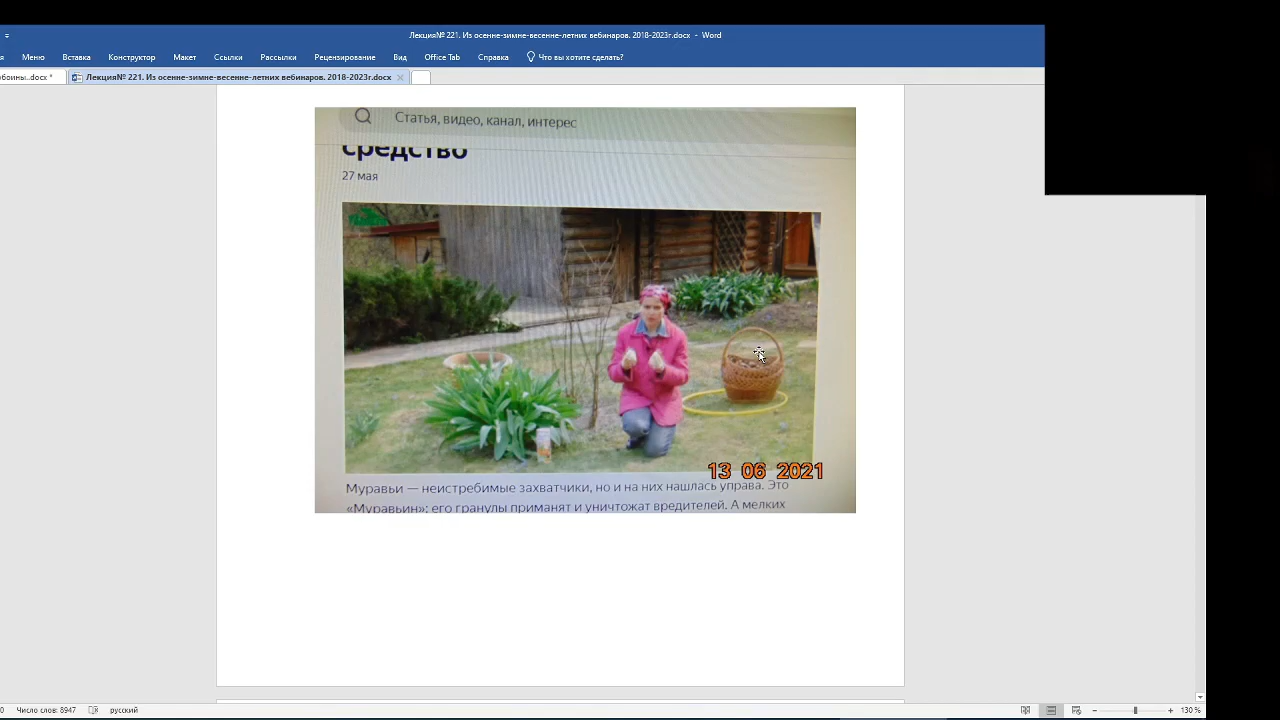 Лекция№ 221. Из осенне-зимне-весенне-летних вебинаров. 2018-2023г.docx - Word
Меню Вставка Конструктор Макет Ссылки Рассылки Рецензирование Вид Office Tab Справка Что вы хотите сделать?
Лекция№ 221. Из осенне-зимне-весенне-летних вебинаров. 2018-2023г.docx
Статья, видео, канал, интерес
средство
27 мая
13 06 2021
Муравьи — неистребимые захватчики, но и на них нашлась управа. Это
«Муравьин»: его гранулы приманят и уничтожат вредителей. А мелких
Число слов: 8947 русский 130 %